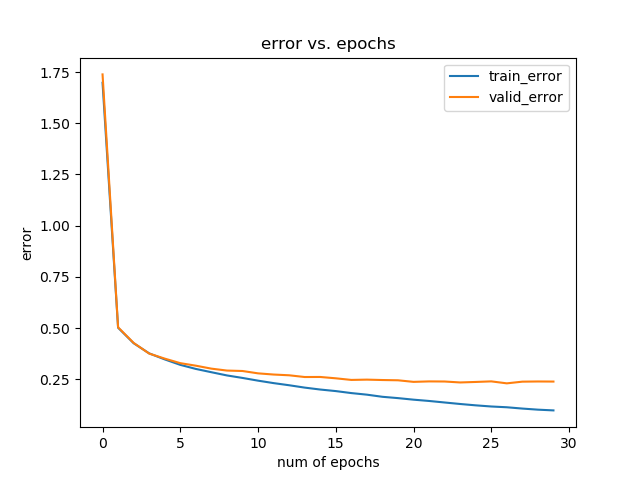 error vs. epochs
train_error
valid_error
1.75
1.50
1.25
1.00
0.75
0.50
0.25
error
0 5 10 15 20 25 30
num of epochs